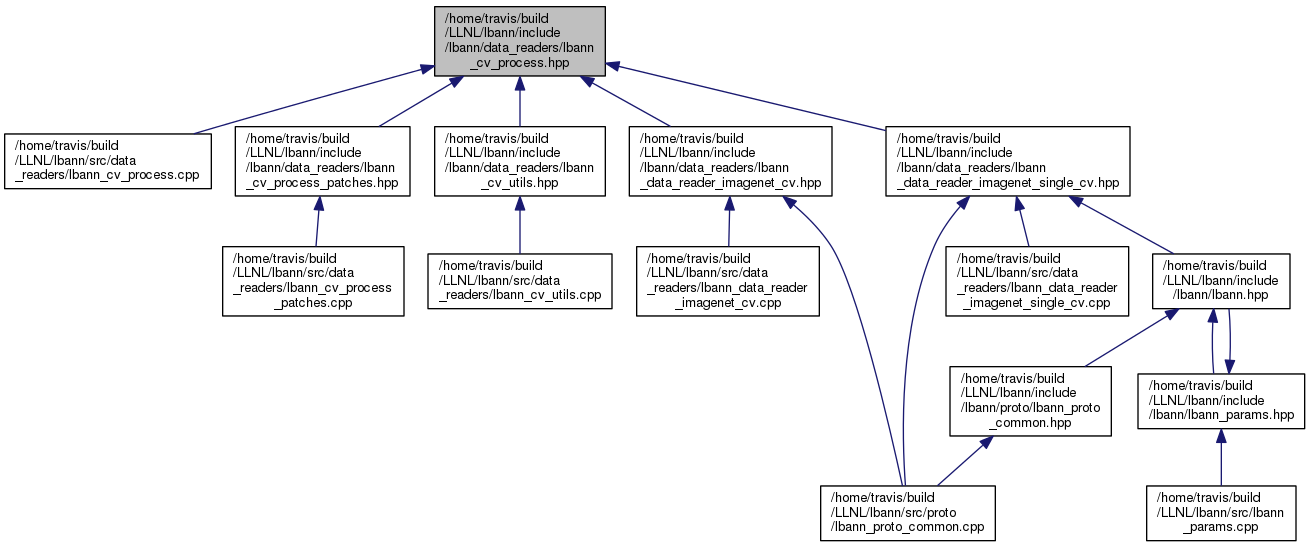 /home/travis/build
/LLNL/lbann/include
/lbann/data_readers/lbann
_cv_process.hpp
/home/travis/build
/LLNL/lbann/src/data
_readers/lbann_cv_process.cpp
/home/travis/build
/LLNL/lbann/include
/lbann/data_readers/lbann
_cv_process_patches.hpp
/home/travis/build
/LLNL/lbann/include
/lbann/data_readers/lbann
_cv_utils.hpp
/home/travis/build
/LLNL/lbann/include
/lbann/data_readers/lbann
_data_reader_imagenet_cv.hpp
/home/travis/build
/LLNL/lbann/include
/lbann/data_readers/lbann
_data_reader_imagenet_single_cv.hpp
/home/travis/build
/LLNL/lbann/src/data
_readers/lbann_cv_process
_patches.cpp
/home/travis/build
/LLNL/lbann/src/data
_readers/lbann_cv_utils.cpp
/home/travis/build
/LLNL/lbann/src/data
_readers/lbann_data_reader
_imagenet_cv.cpp
/home/travis/build
/LLNL/lbann/src/data
_readers/lbann_data_reader
_imagenet_single_cv.cpp
/home/travis/build
/LLNL/lbann/include
/lbann/lbann.hpp
/home/travis/build
/LLNL/lbann/include
/lbann/proto/lbann_proto
_common.hpp
/home/travis/build
/LLNL/lbann/include
/lbann/lbann_params.hpp
/home/travis/build
/LLNL/lbann/src/proto
/lbann_proto_common.cpp
/home/travis/build
/LLNL/lbann/src/lbann
_params.cpp